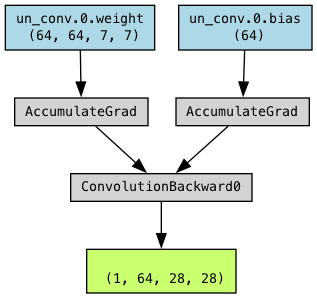 un_conv.0.weight
(64, 64, 7, 7)
un_conv.0.bias
(64)
AccumulateGrad
AccumulateGrad
ConvolutionBackward0
(1, 64, 28, 28)